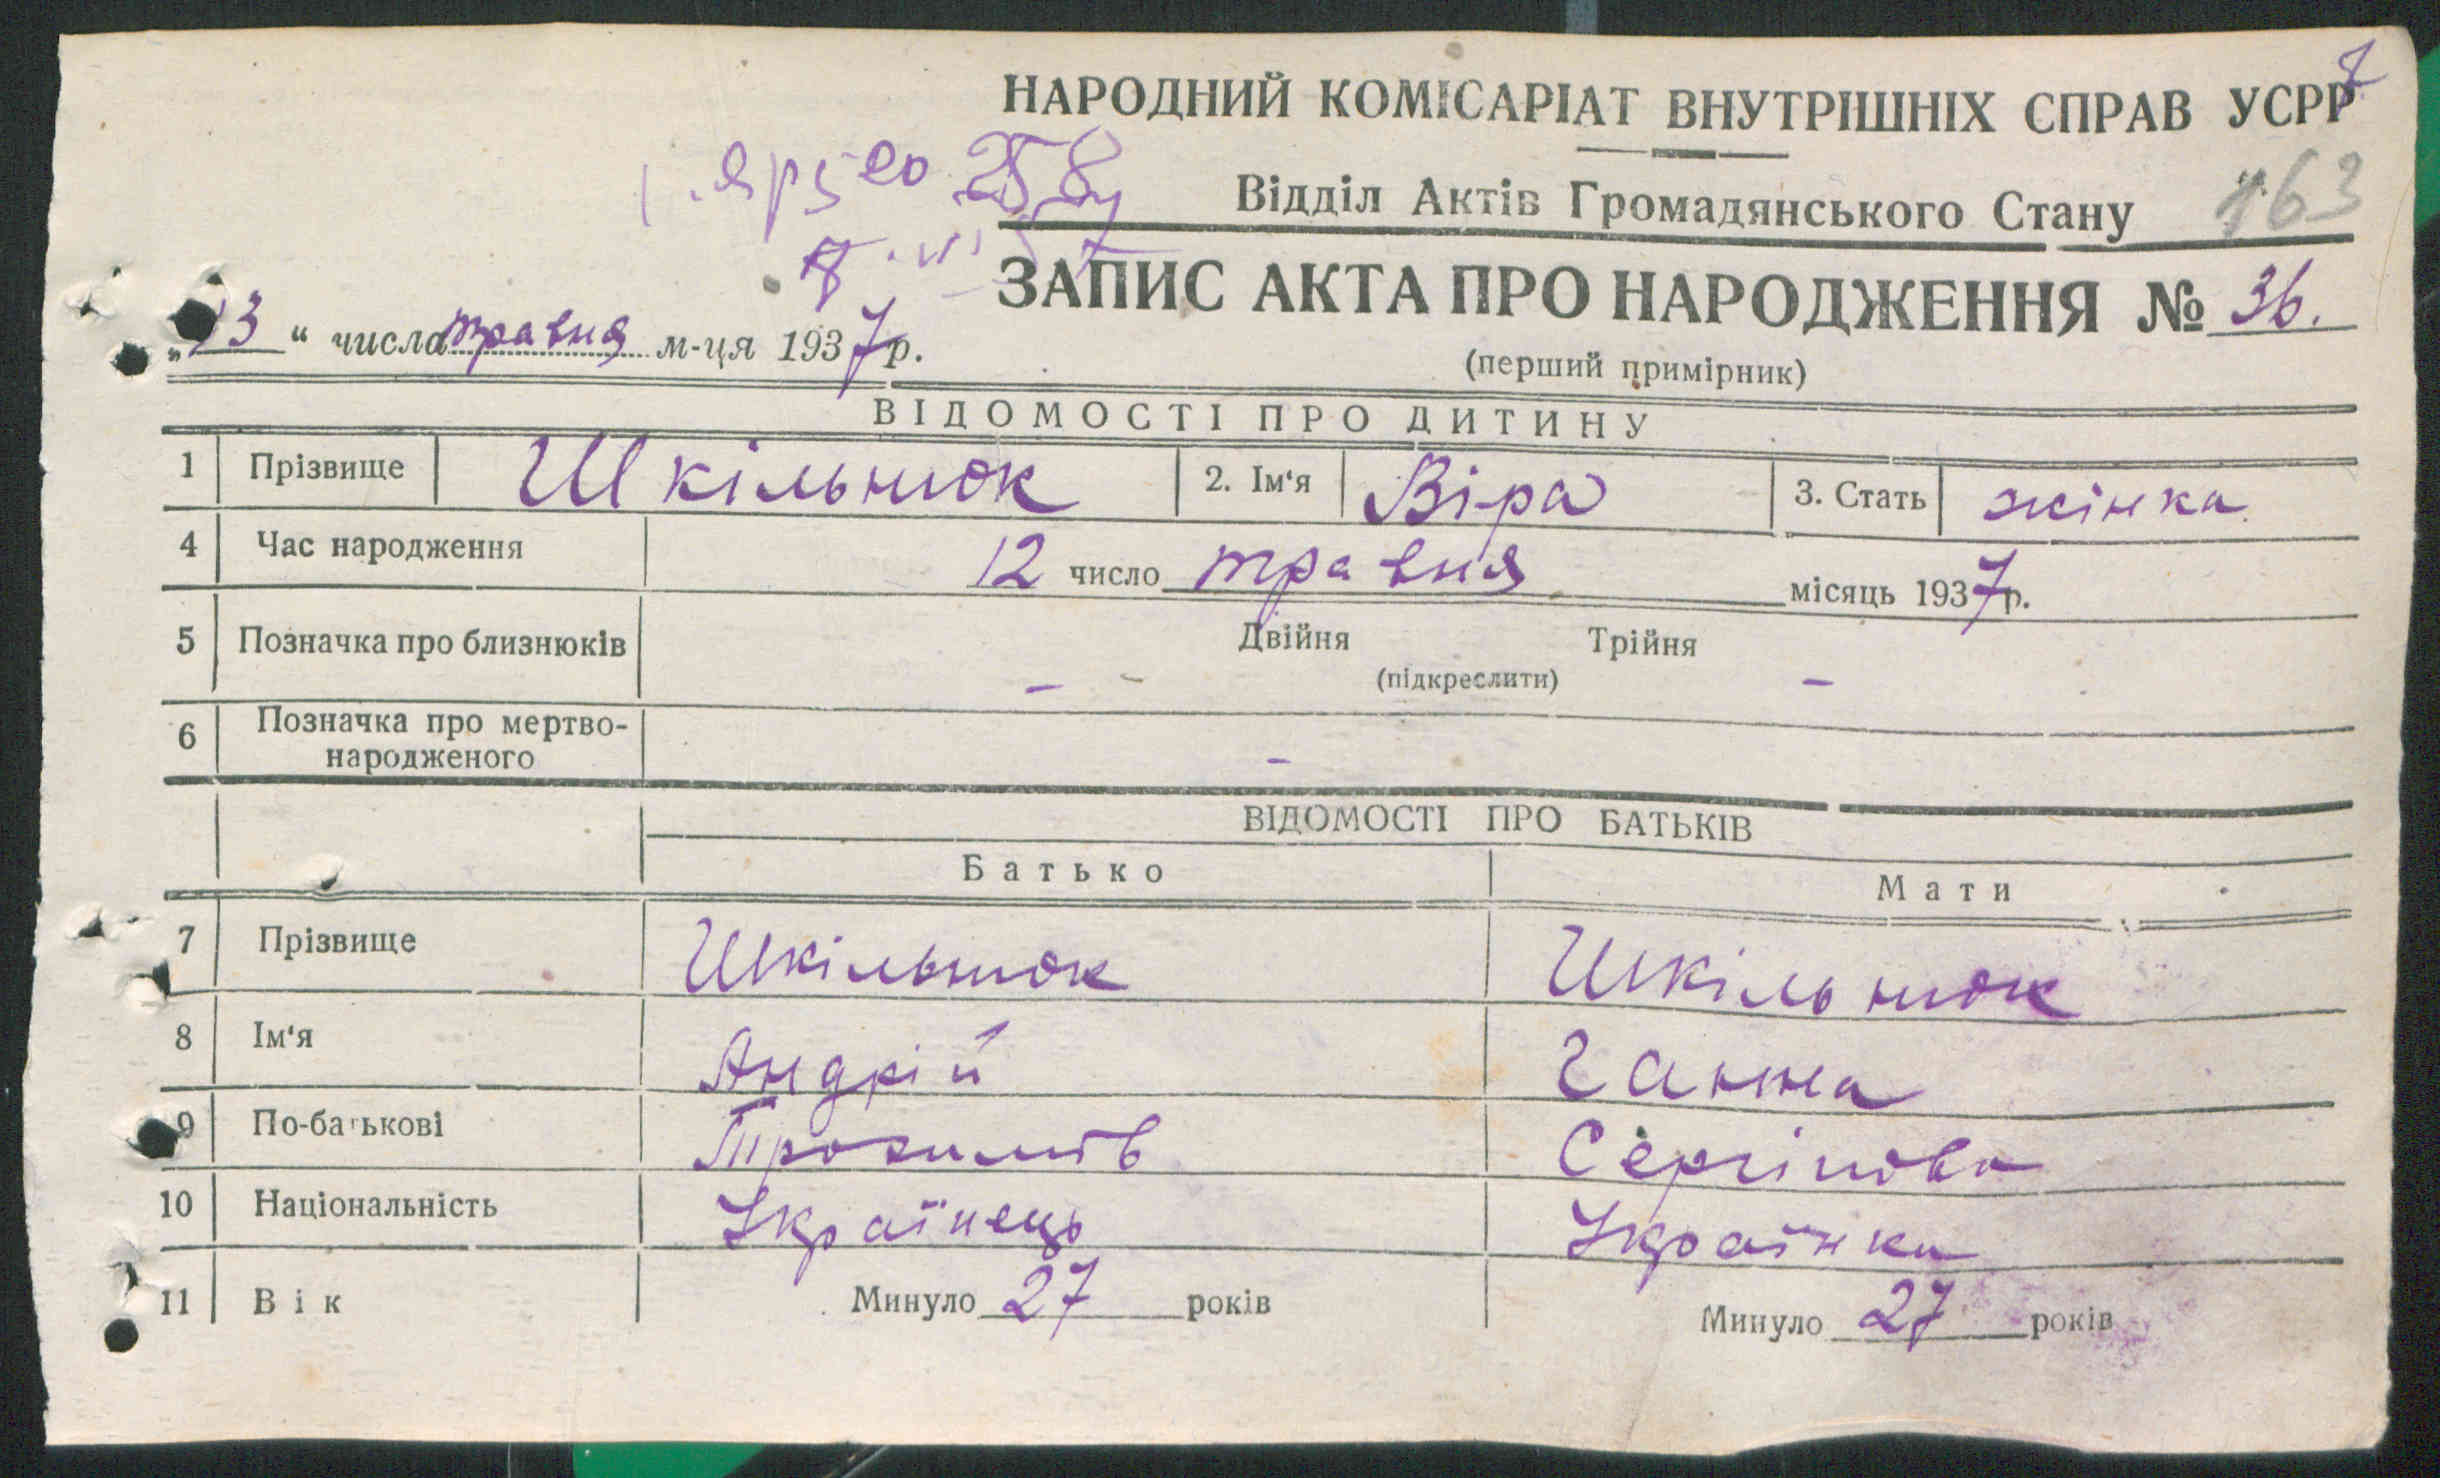 7
НАРОДНИЙ КОМІСАРІАТ ВНУТРІШНІХ СПРАВ УСРР
Відділ Актів Громадянського Стану 163
ЗАПИС АКТА ПРО НАРОДЖЕННЯ № 36.
„13“ числа травня м-ця 1937 р.
(перший примірник)
ВІДОМОСТІ ПРО ДИТИНУ
1 Прізвище Шкільнюк 2. Ім‘я Віра 3. Стать жінка
4 Час народження 12 число травня місяць 1937 р.
5 Позначка про близнюків Двійня Трійня
(підкреслити)
- - -
6 Позначка про мертво-
народженого -
ВІДОМОСТІ ПРО БАТЬКІВ
Батько Мати
7 Прізвище Шкільнюк Шкільнюк
8 Ім‘я Андрій Ганна
9 По-батькові Трохимів Сергіївна
10 Національність Українець Українка
11 Вік Минуло 27 років Минуло 27 років